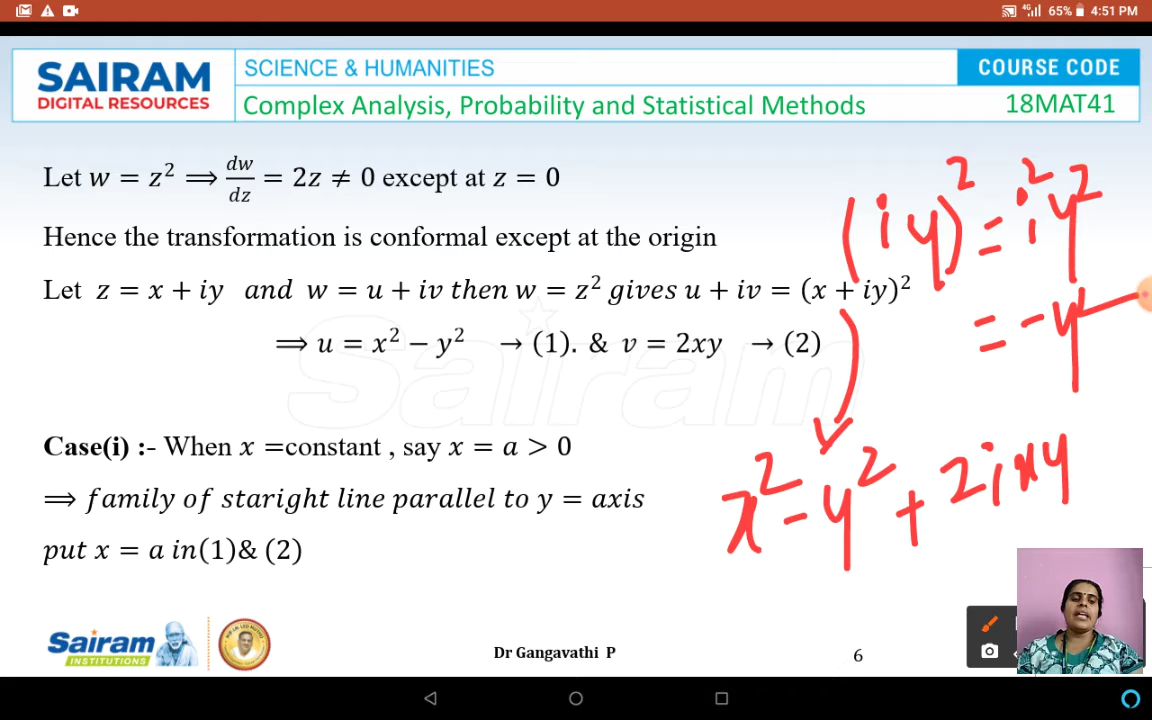 65% 4:51 PM
SAIRAM
DIGITAL RESOURCES
SCIENCE & HUMANITIES
COURSE CODE
Complex Analysis, Probability and Statistical Methods
18MAT41
Let w = z² ⟹ dw/dz = 2z ≠ 0 except at z = 0
Hence the transformation is conformal except at the origin
Let z = x + iy and w = u + iv then w = z² gives u + iv = (x + iy)²
⟹ u = x² − y² → (1). & v = 2xy → (2)
(iy)² = i²y²
= -y²
Sairam
Case(i) :- When x =constant , say x = a > 0
⟹ family of staright line parallel to y = axis
put x = a in(1)& (2)
x² - y² + 2ixy
Sairam
INSTITUTIONS
Dr Gangavathi P
6